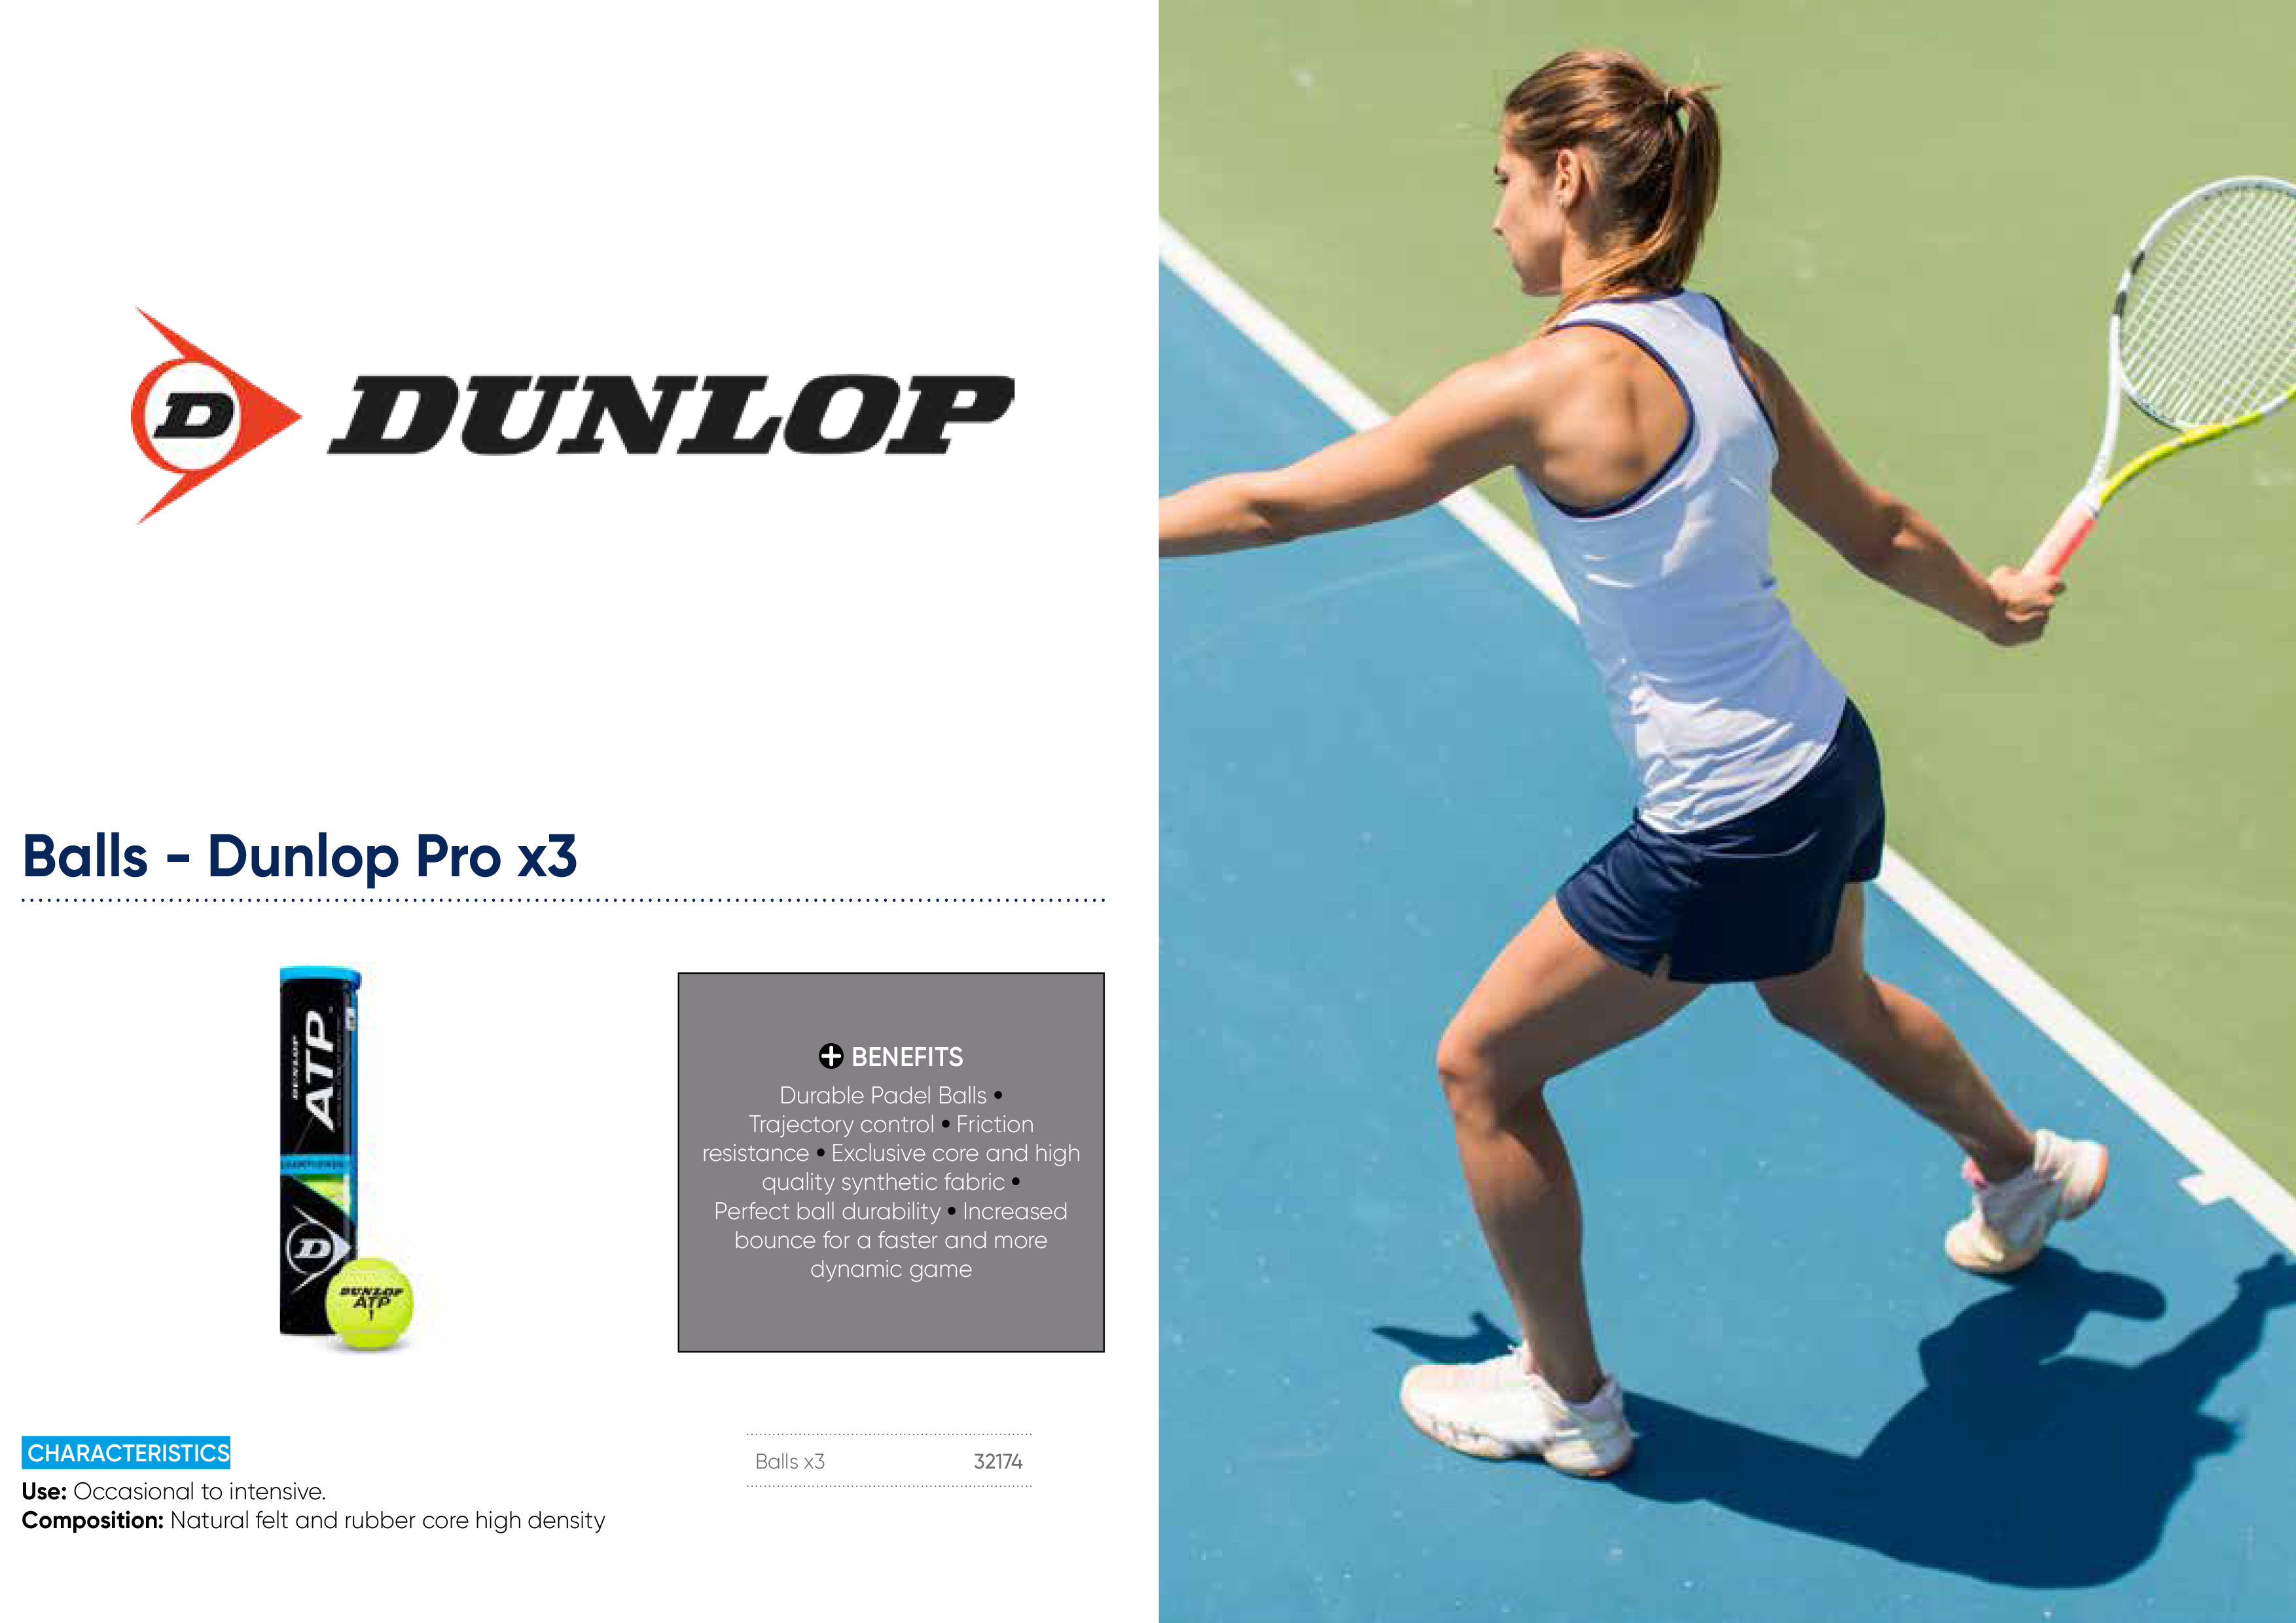 D DUNLOP
Balls - Dunlop Pro x3
DUNLOP
ATP
D
DUNLOP
ATP
1
BENEFITS
Durable Padel Balls •
Trajectory control • Friction
resistance • Exclusive core and high
quality synthetic fabric •
Perfect ball durability • Increased
bounce for a faster and more
dynamic game
CHARACTERISTICS
Use: Occasional to intensive.
Composition: Natural felt and rubber core high density
Balls x3 32174